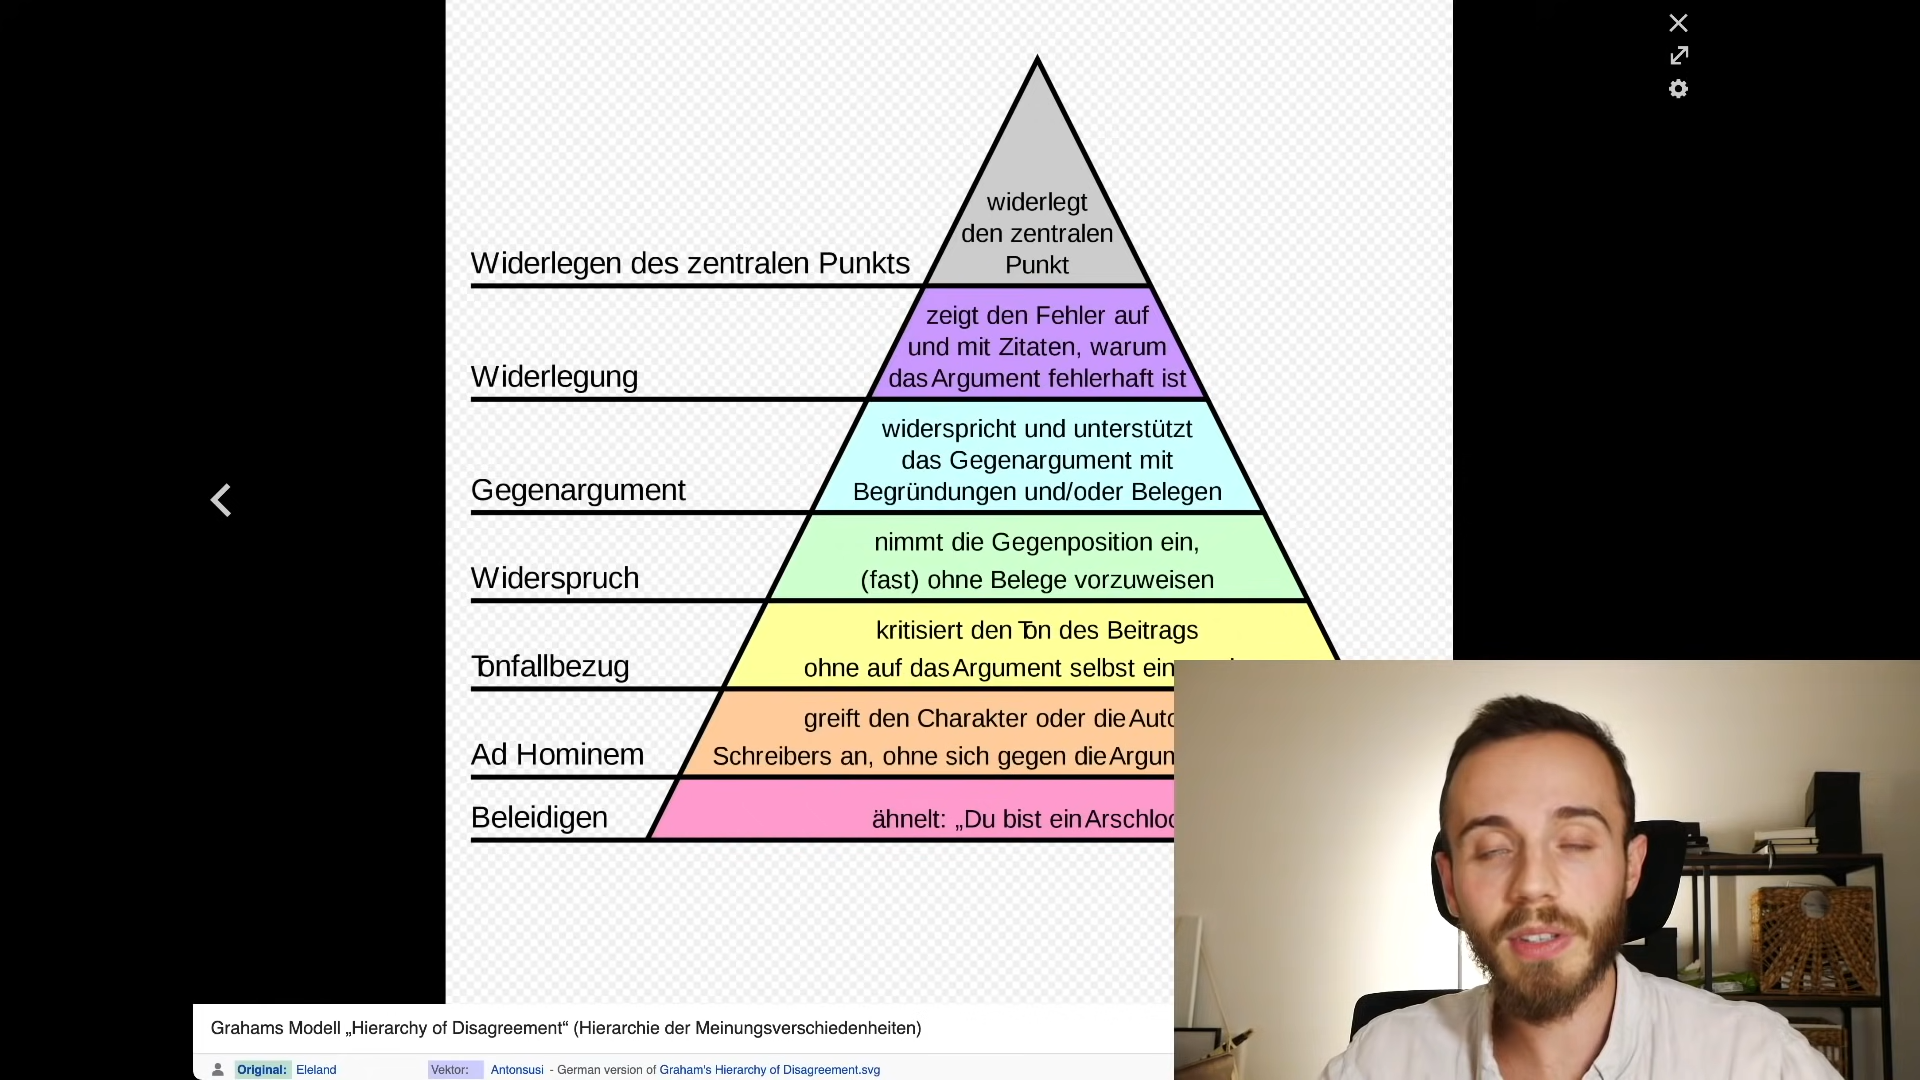 widerlegt
den zentralen
Punkt
Widerlegen des zentralen Punkts
zeigt den Fehler auf
und mit Zitaten, warum
das Argument fehlerhaft ist
Widerlegung
widerspricht und unterstützt
das Gegenargument mit
Begründungen und/oder Belegen
Gegenargument
nimmt die Gegenposition ein,
(fast) ohne Belege vorzuweisen
Widerspruch
kritisiert den Ton des Beitrags
ohne auf das Argument selbst
Tonfallbezug
greift den Charakter oder die
Schreibers an, ohne sich gegen die
Ad Hominem
ähnelt: „Du bist ein
Beleidigen
Grahams Modell „Hierarchy of Disagreement“ (Hierarchie der Meinungsverschiedenheiten)
Original: Eleland Vektor: Antonsusi - German version of Graham's Hierarchy of Disagreement.svg